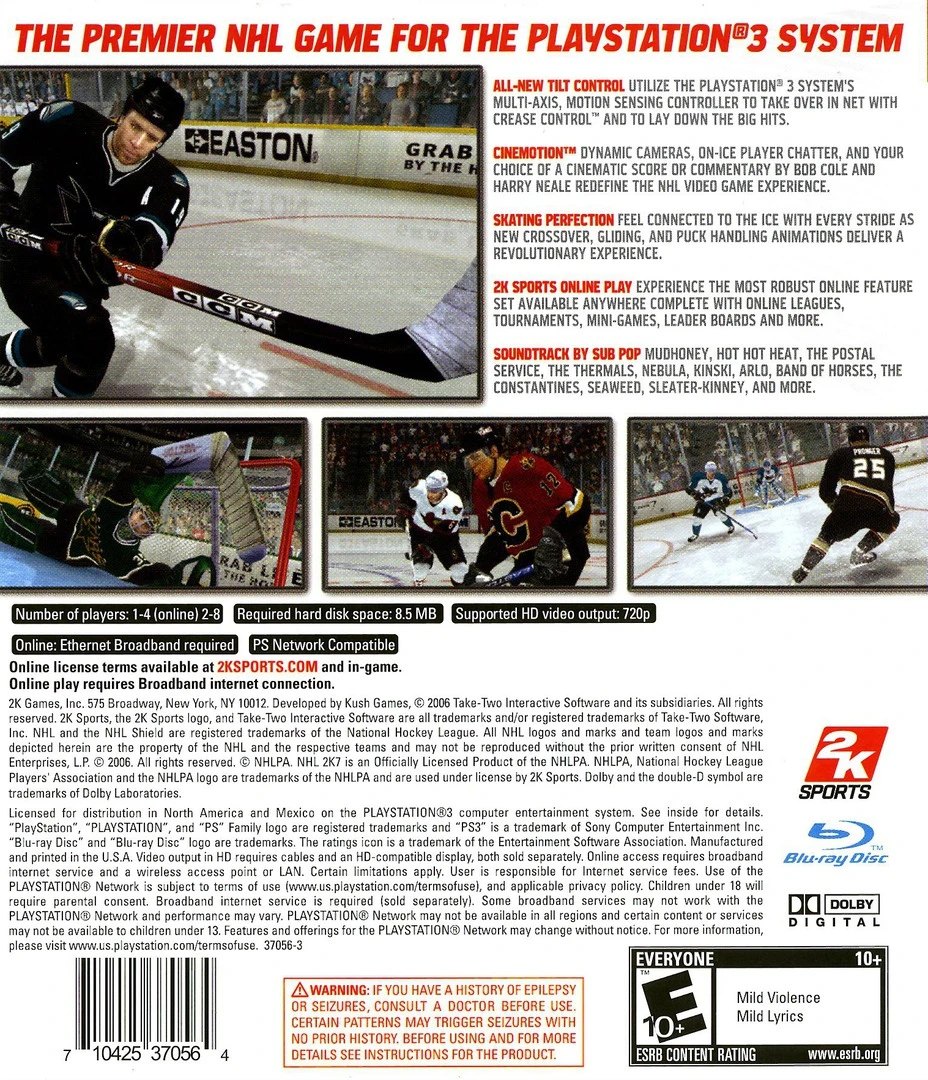 THE PREMIER NHL GAME FOR THE PLAYSTATION®3 SYSTEM
ALL-NEW TILT CONTROL UTILIZE THE PLAYSTATION® 3 SYSTEM'S
MULTI-AXIS, MOTION SENSING CONTROLLER TO TAKE OVER IN NET WITH
CREASE CONTROL™ AND TO LAY DOWN THE BIG HITS.
CINEMOTION™ DYNAMIC CAMERAS, ON-ICE PLAYER CHATTER, AND YOUR
CHOICE OF A CINEMATIC SCORE OR COMMENTARY BY BOB COLE AND
HARRY NEALE REDEFINE THE NHL VIDEO GAME EXPERIENCE.
SKATING PERFECTION FEEL CONNECTED TO THE ICE WITH EVERY STRIDE AS
NEW CROSSOVER, GLIDING, AND PUCK HANDLING ANIMATIONS DELIVER A
REVOLUTIONARY EXPERIENCE.
2K SPORTS ONLINE PLAY EXPERIENCE THE MOST ROBUST ONLINE FEATURE
SET AVAILABLE ANYWHERE COMPLETE WITH ONLINE LEAGUES,
TOURNAMENTS, MINI-GAMES, LEADER BOARDS AND MORE.
SOUNDTRACK BY SUB POP MUDHONEY, HOT HOT HEAT, THE POSTAL
SERVICE, THE THERMALS, NEBULA, KINSKI, ARLO, BAND OF HORSES, THE
CONSTANTINES, SEAWEED, SLEATER-KINNEY, AND MORE.
EASTON
GRAB
BY THE H
A
19
CCM
CCM
CCM
GRAB LI
THE HO
EASTON
C
12
PRONGER
25
Number of players: 1-4 (online) 2-8
Required hard disk space: 8.5 MB
Supported HD video output: 720p
Online: Ethernet Broadband required
PS Network Compatible
Online license terms available at 2KSPORTS.COM and in-game.
Online play requires Broadband internet connection.
2K Games, Inc. 575 Broadway, New York, NY 10012. Developed by Kush Games, © 2006 Take-Two Interactive Software and its subsidiaries. All rights
reserved. 2K Sports, the 2K Sports logo, and Take-Two Interactive Software are all trademarks and/or registered trademarks of Take-Two Software,
Inc. NHL and the NHL Shield are registered trademarks of the National Hockey League. All NHL logos and marks and team logos and marks
depicted herein are the property of the NHL and the respective teams and may not be reproduced without the prior written consent of NHL
Enterprises, L.P. © 2006. All rights reserved. © NHLPA. NHL 2K7 is an Officially Licensed Product of the NHLPA. NHLPA, National Hockey League
Players' Association and the NHLPA logo are trademarks of the NHLPA and are used under license by 2K Sports. Dolby and the double-D symbol are
trademarks of Dolby Laboratories.
Licensed for distribution in North America and Mexico on the PLAYSTATION®3 computer entertainment system. See inside for details.
“PlayStation”, “PLAYSTATION”, and “PS” Family logo are registered trademarks and “PS3” is a trademark of Sony Computer Entertainment Inc.
“Blu-ray Disc” and “Blu-ray Disc” logo are trademarks. The ratings icon is a trademark of the Entertainment Software Association. Manufactured
and printed in the U.S.A. Video output in HD requires cables and an HD-compatible display, both sold separately. Online access requires broadband
internet service and a wireless access point or LAN. Certain limitations apply. User is responsible for Internet service fees. Use of the
PLAYSTATION® Network is subject to terms of use (www.us.playstation.com/termsofuse), and applicable privacy policy. Children under 18 will
require parental consent. Broadband internet service is required (sold separately). Some broadband services may not work with the
PLAYSTATION® Network and performance may vary. PLAYSTATION® Network may not be available in all regions and certain content or services
may not be available to children under 13. Features and offerings for the PLAYSTATION® Network may change without notice. For more information,
please visit www.us.playstation.com/termsofuse. 37056-3
2K
SPORTS
Blu-ray Disc™
DOLBY
DIGITAL
7 10425 37056 4
WARNING: IF YOU HAVE A HISTORY OF EPILEPSY
OR SEIZURES, CONSULT A DOCTOR BEFORE USE.
CERTAIN PATTERNS MAY TRIGGER SEIZURES WITH
NO PRIOR HISTORY. BEFORE USING AND FOR MORE
DETAILS SEE INSTRUCTIONS FOR THE PRODUCT.
EVERYONE 10+
™
E
10+
Mild Violence
Mild Lyrics
ESRB CONTENT RATING www.esrb.org